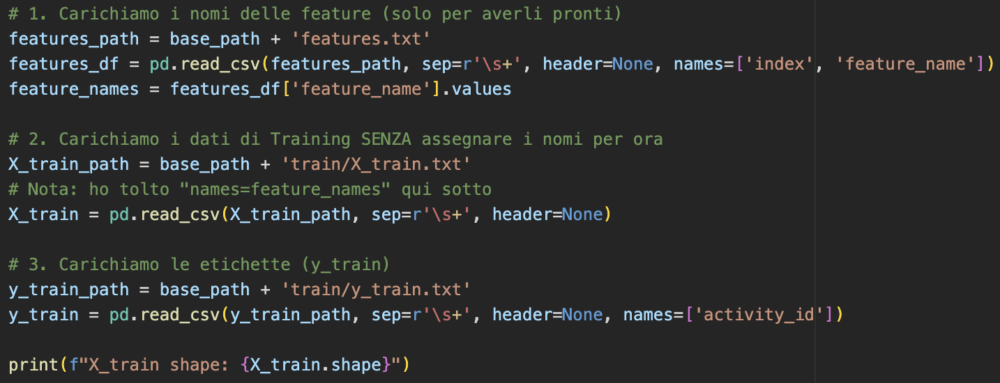 # 1. Carichiamo i nomi delle feature (solo per averli pronti)
features_path = base_path + 'features.txt'
features_df = pd.read_csv(features_path, sep=r'\s+', header=None, names=['index', 'feature_name'])
feature_names = features_df['feature_name'].values

# 2. Carichiamo i dati di Training SENZA assegnare i nomi per ora
X_train_path = base_path + 'train/X_train.txt'
# Nota: ho tolto "names=feature_names" qui sotto
X_train = pd.read_csv(X_train_path, sep=r'\s+', header=None)

# 3. Carichiamo le etichette (y_train)
y_train_path = base_path + 'train/y_train.txt'
y_train = pd.read_csv(y_train_path, sep=r'\s+', header=None, names=['activity_id'])

print(f"X_train shape: {X_train.shape}")